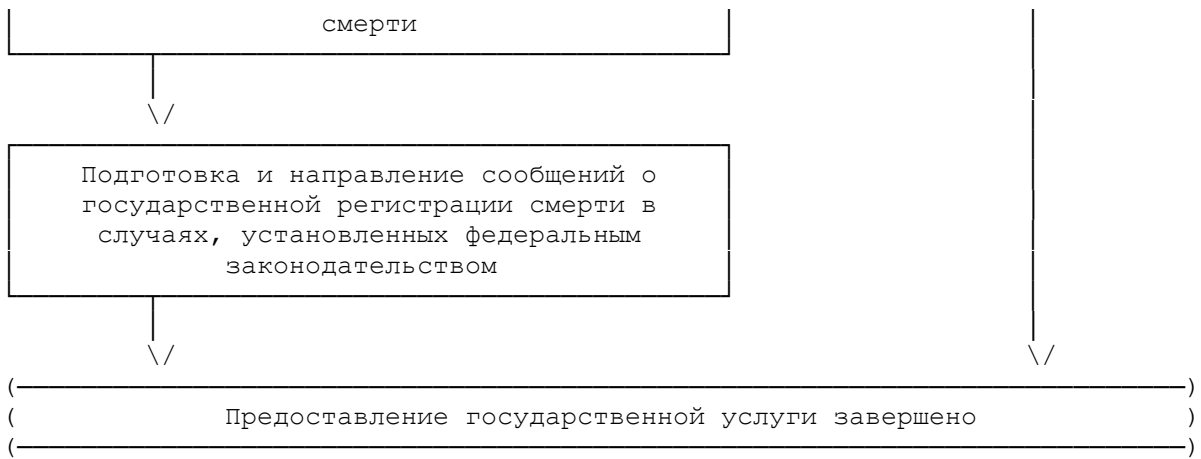 смерти
Подготовка и направление сообщений о
государственной регистрации смерти в
случаях, установленных федеральным
законодательством
Предоставление государственной услуги завершено